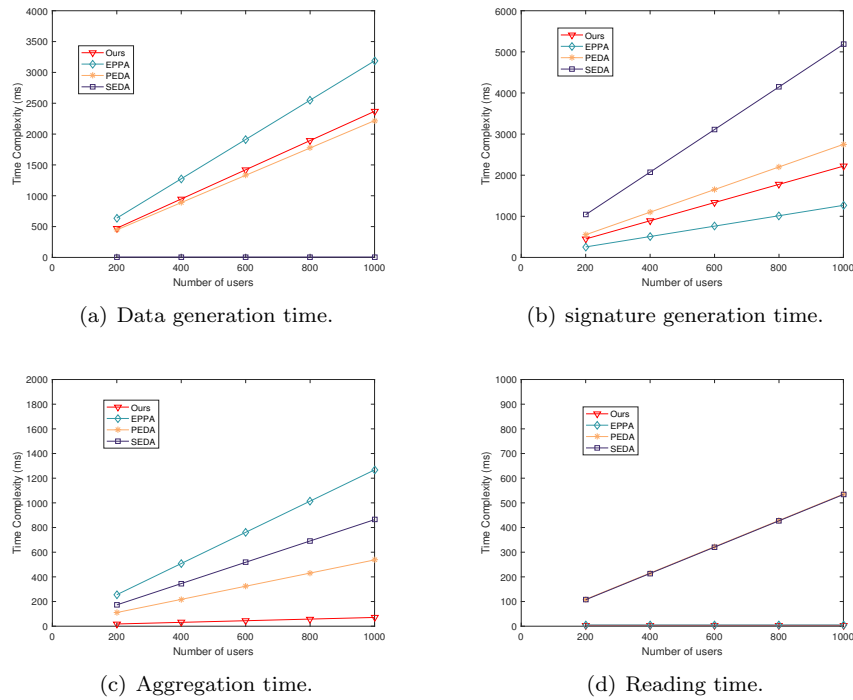 4000
3500
3000
2500
2000
1500
1000
500
0
Time Complexity (ms)
Ours
EPPA
PEDA
SEDA
0 200 400 600 800 1000
Number of users
(a) Data generation time.
6000
5000
4000
3000
2000
1000
0
Time Complexity (ms)
Ours
EPPA
PEDA
SEDA
0 200 400 600 800 1000
Number of users
(b) signature generation time.
2000
1800
1600
1400
1200
1000
800
600
400
200
0
Time Complexity (ms)
Ours
EPPA
PEDA
SEDA
0 200 400 600 800 1000
Number of users
(c) Aggregation time.
1000
900
800
700
600
500
400
300
200
100
0
Time Complexity (ms)
Ours
EPPA
PEDA
SEDA
0 200 400 600 800 1000
Number of users
(d) Reading time.